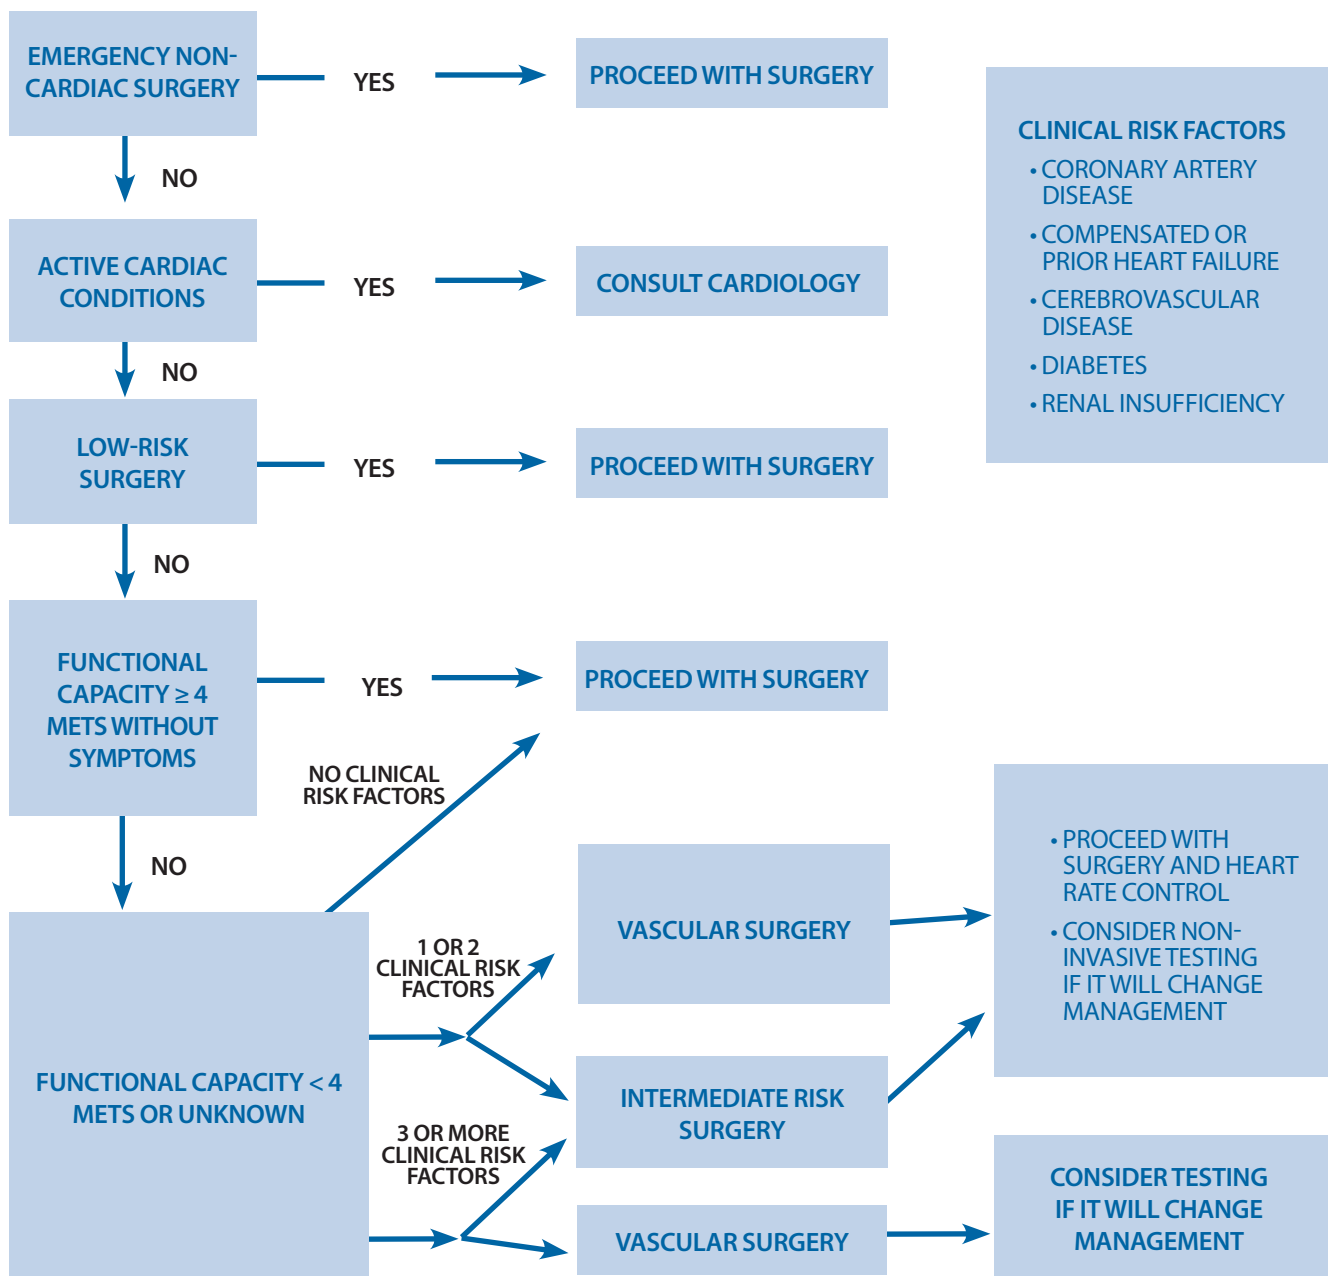 EMERGENCY NON-
CARDIAC SURGERY
YES
PROCEED WITH SURGERY
NO
ACTIVE CARDIAC
CONDITIONS
YES
CONSULT CARDIOLOGY
NO
LOW-RISK
SURGERY
YES
PROCEED WITH SURGERY
NO
FUNCTIONAL
CAPACITY ≥ 4
METS WITHOUT
SYMPTOMS
YES
PROCEED WITH SURGERY
NO
NO CLINICAL
RISK FACTORS
FUNCTIONAL CAPACITY < 4
METS OR UNKNOWN
1 OR 2
CLINICAL RISK
FACTORS
VASCULAR SURGERY
INTERMEDIATE RISK
SURGERY
3 OR MORE
CLINICAL RISK
FACTORS
VASCULAR SURGERY
CLINICAL RISK FACTORS
• CORONARY ARTERY
DISEASE
• COMPENSATED OR
PRIOR HEART FAILURE
• CEREBROVASCULAR
DISEASE
• DIABETES
• RENAL INSUFFICIENCY
• PROCEED WITH
SURGERY AND HEART
RATE CONTROL
• CONSIDER NON-
INVASIVE TESTING
IF IT WILL CHANGE
MANAGEMENT
CONSIDER TESTING
IF IT WILL CHANGE
MANAGEMENT